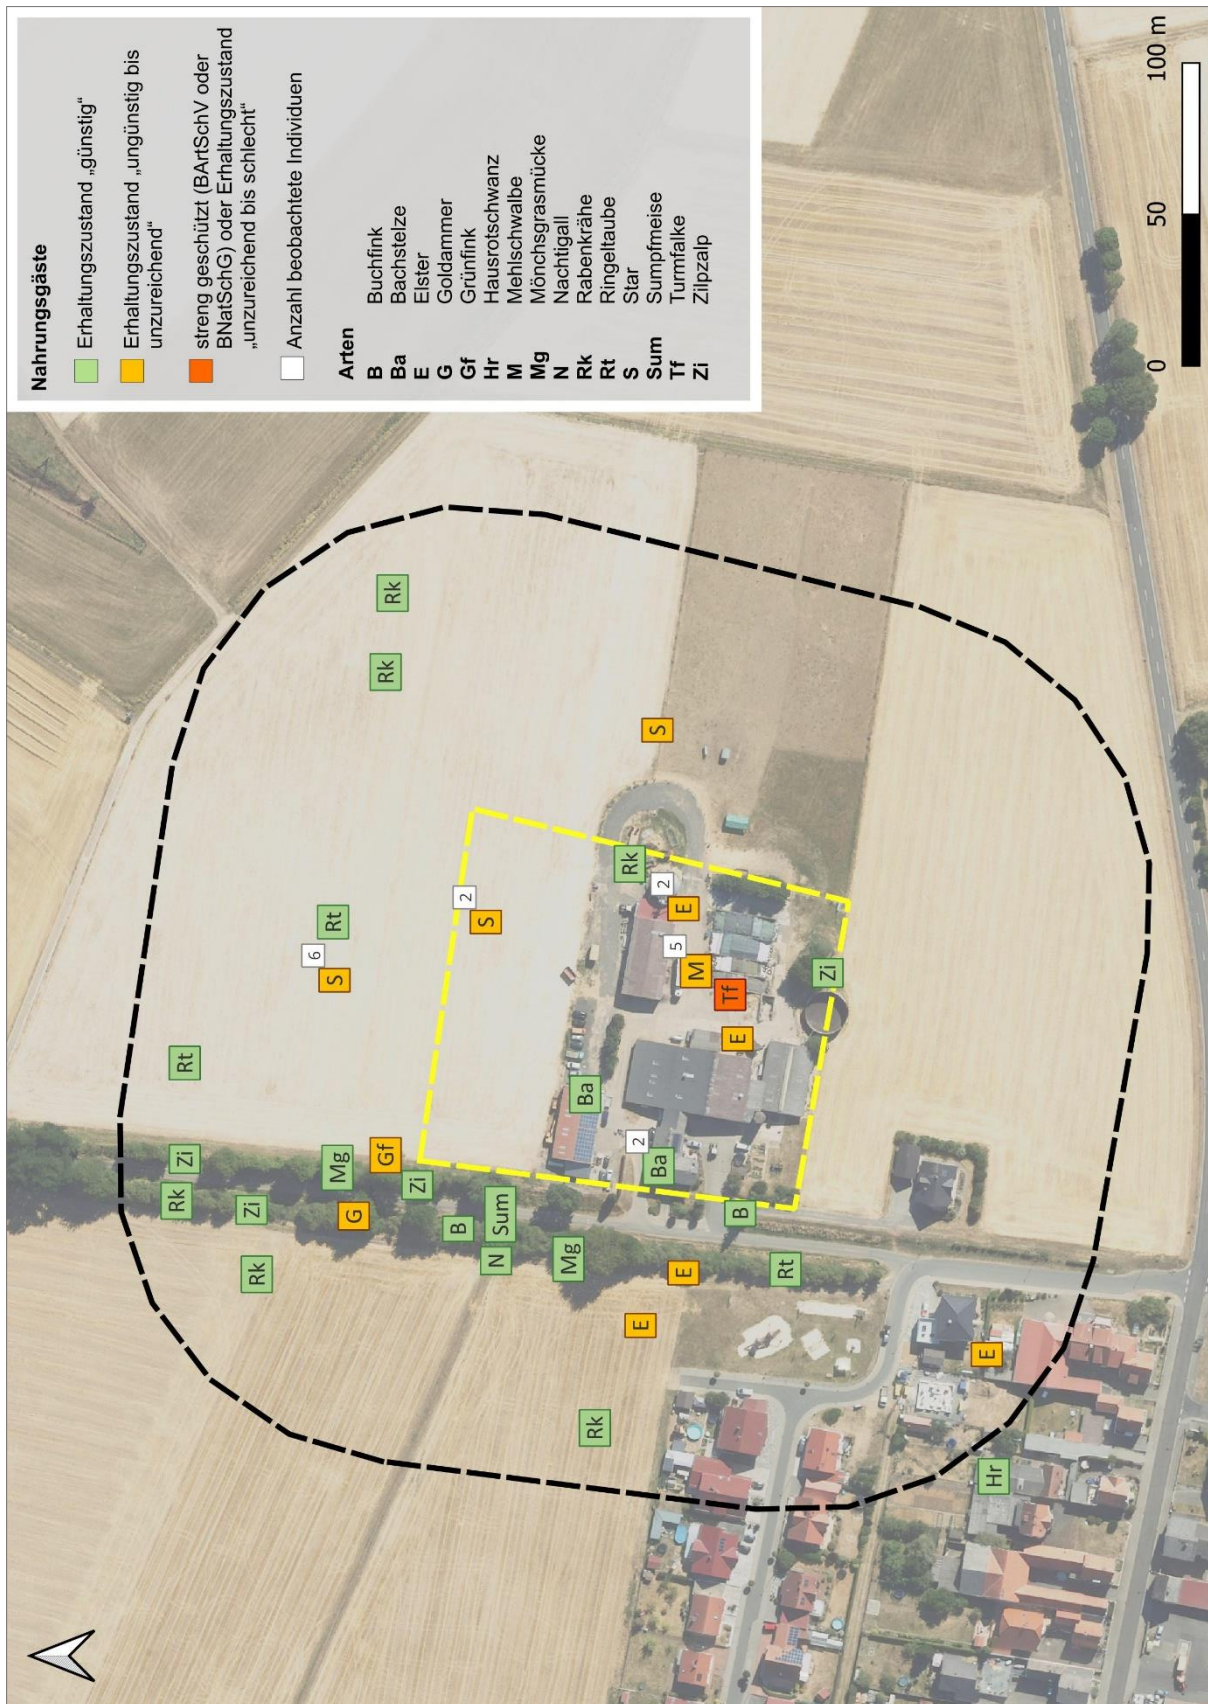 Nahrungsgäste
Erhaltungszustand „günstig“
Erhaltungszustand „ungünstig bis
unzureichend“
streng geschützt (BArtSchV oder
BNatSchG) oder Erhaltungszustand
„unzureichend bis schlecht“
Anzahl beobachtete Individuen
Arten
B Buchfink
Ba Bachstelze
E Elster
G Goldammer
Gf Grünfink
Hr Hausrotschwanz
M Mehlschwalbe
Mg Mönchsgrasmücke
N Nachtigall
Rk Rabenkrähe
Rt Ringeltaube
S Star
Sum Sumpfmeise
Tf Turmfalke
Zi Zilpzalp
0 50 100 m
Rk
Zi
Rt
Rk
Zi
G
Mg
Gf
S
6
Rt
Rk
Rk
Zi
B
N
Sum
S
2
Mg
Ba
Rk
Rk
E
E
Ba
2
M
5
E
2
S
B
E
Tf
Rt
Zi
E
Hr